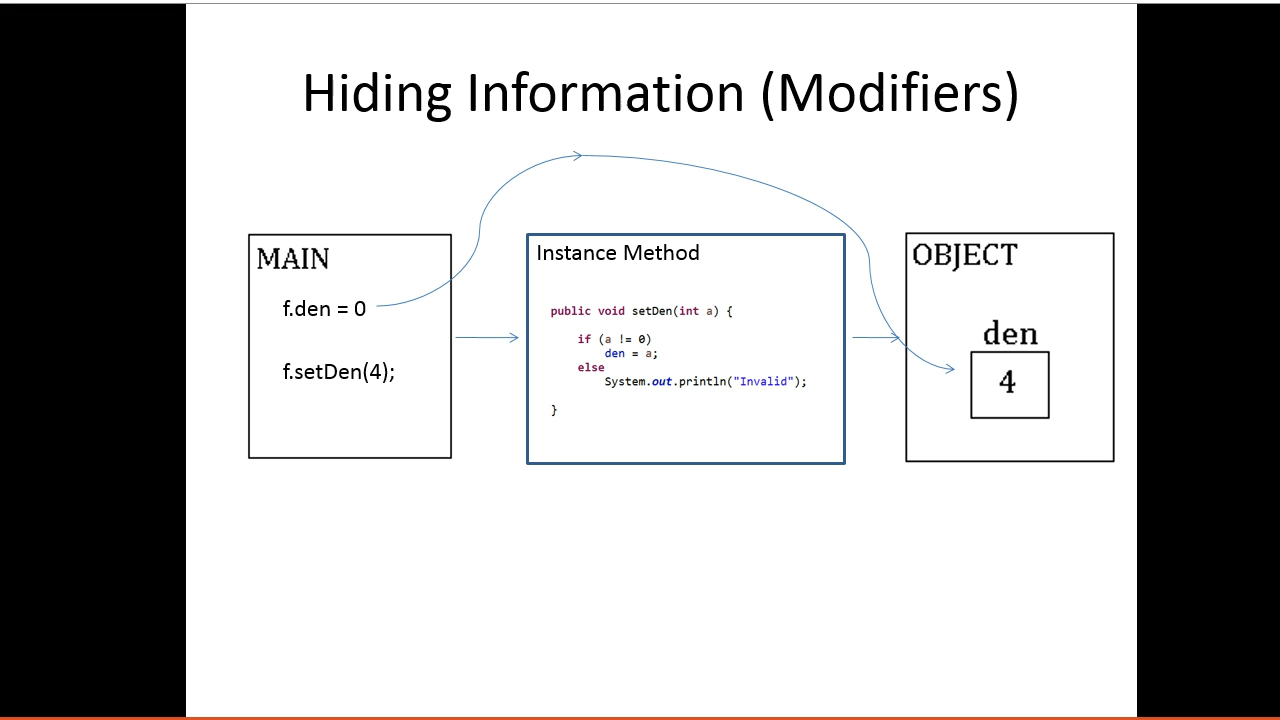 Hiding Information (Modifiers)
MAIN
f.den = 0
f.setDen(4);
Instance Method
public void setDen(int a) {
if (a != 0)
den = a;
else
System.out.println("Invalid");
}
OBJECT
den
4